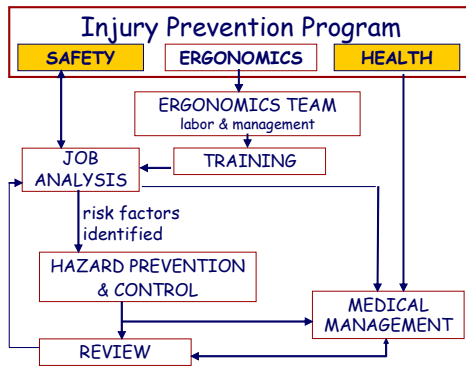 Injury Prevention Program
SAFETY
ERGONOMICS
HEALTH
ERGONOMICS TEAM
labor & management
TRAINING
JOB
ANALYSIS
risk factors
identified
HAZARD PREVENTION
& CONTROL
MEDICAL
MANAGEMENT
REVIEW